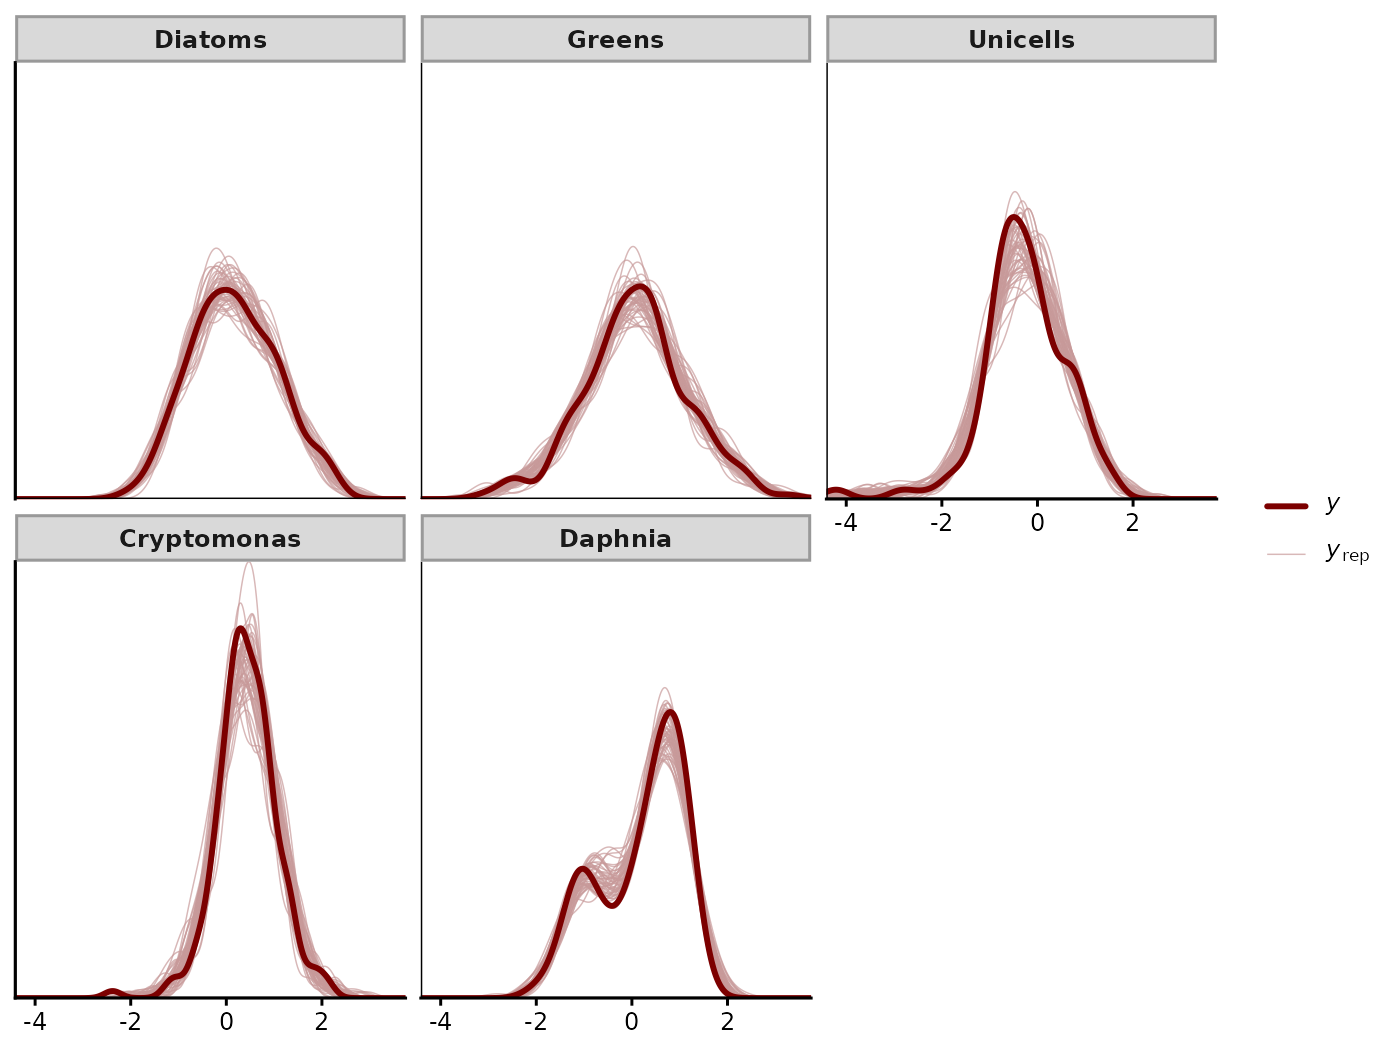 Diatoms
Greens
Unicells
-4 -2 0 2
y
y rep
Cryptomonas
Daphnia
-4 -2 0 2
-4 -2 0 2